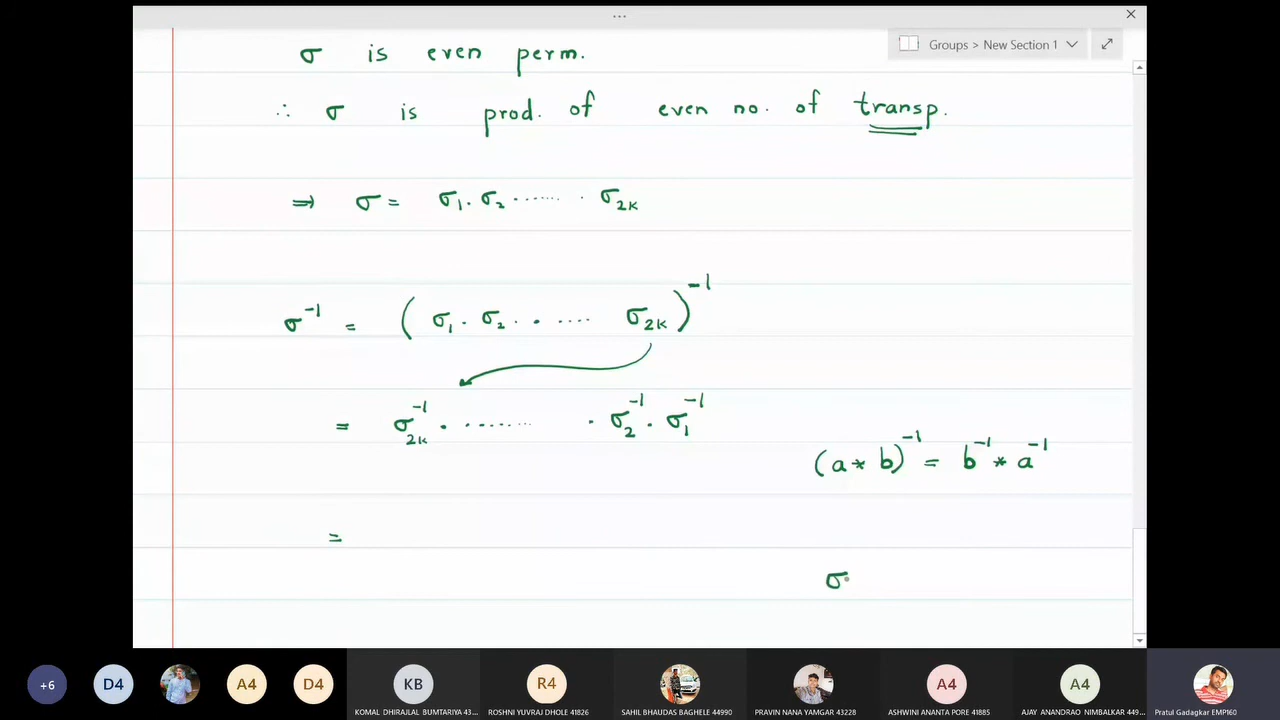 ...
Groups > New Section 1
σ is even perm.
∴ σ is prod. of even no. of transp.
⇒ σ = σ₁ . σ₂ ....... . σ₂ₖ
σ⁻¹ = (σ₁ . σ₂ . . .... σ₂ₖ)⁻¹
= σ₂ₖ⁻¹ . ....... . σ₂⁻¹ . σ₁⁻¹
(a * b)⁻¹ = b⁻¹ * a⁻¹
=
σ
+6 D4 A4 D4 KB R4 A4 A4
KOMAL DHIRAJLAL BUMTARIYA 43... ROSHNI YUVRAJ DHOLE 41826 SAHIL BHAUDAS BAGHELE 44990 PRAVIN NANA YAMGAR 43228 ASHWINI ANANTA PORE 41885 AJAY ANANDRAO NIMBALKAR 449... Pratul Gadagkar EMP160